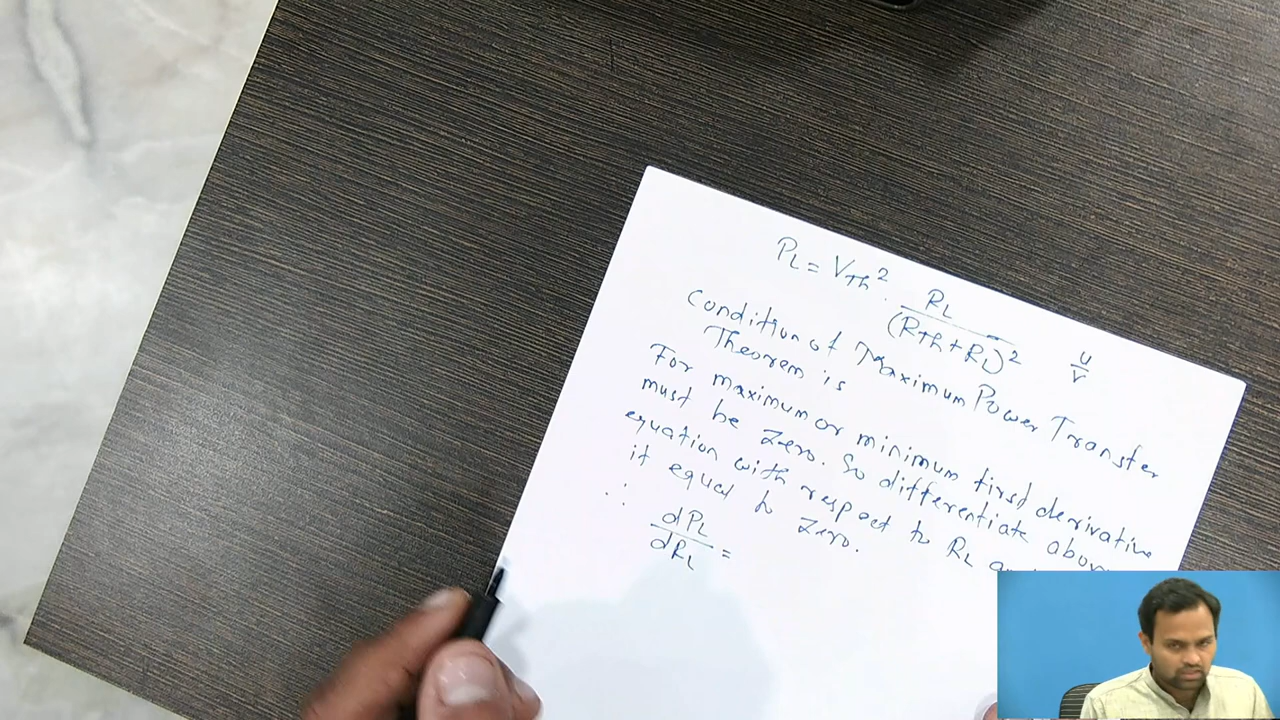 PL = Vth² . RL / (Rth + RL)² u/v
Condition of Maximum Power Transfer
Theorem is
For maximum or minimum first derivative
must be zero. So differentiate above
equation with respect to RL
it equal to zero.
∴ dPL / dRL =